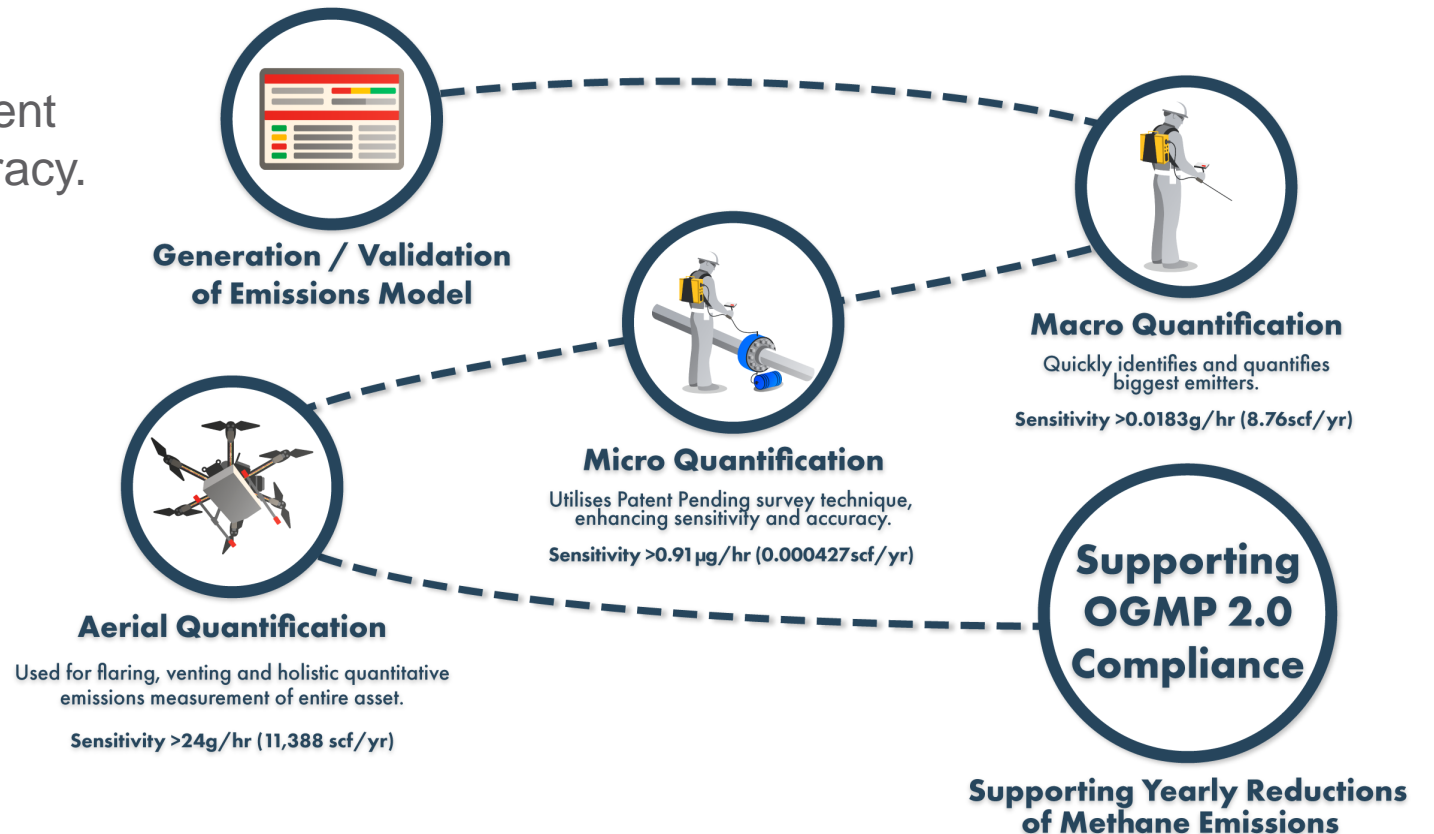 ent
racy.
Generation / Validation
of Emissions Model
Macro Quantification
Quickly identifies and quantifies
biggest emitters.
Sensitivity >0.0183g/hr (8.76scf/yr)
Micro Quantification
Utilises Patent Pending survey technique,
enhancing sensitivity and accuracy.
Sensitivity >0.91µg/hr (0.000427scf/yr)
Aerial Quantification
Used for flaring, venting and holistic quantitative
emissions measurement of entire asset.
Sensitivity >24g/hr (11,388 scf/yr)
Supporting
OGMP 2.0
Compliance
Supporting Yearly Reductions
of Methane Emissions